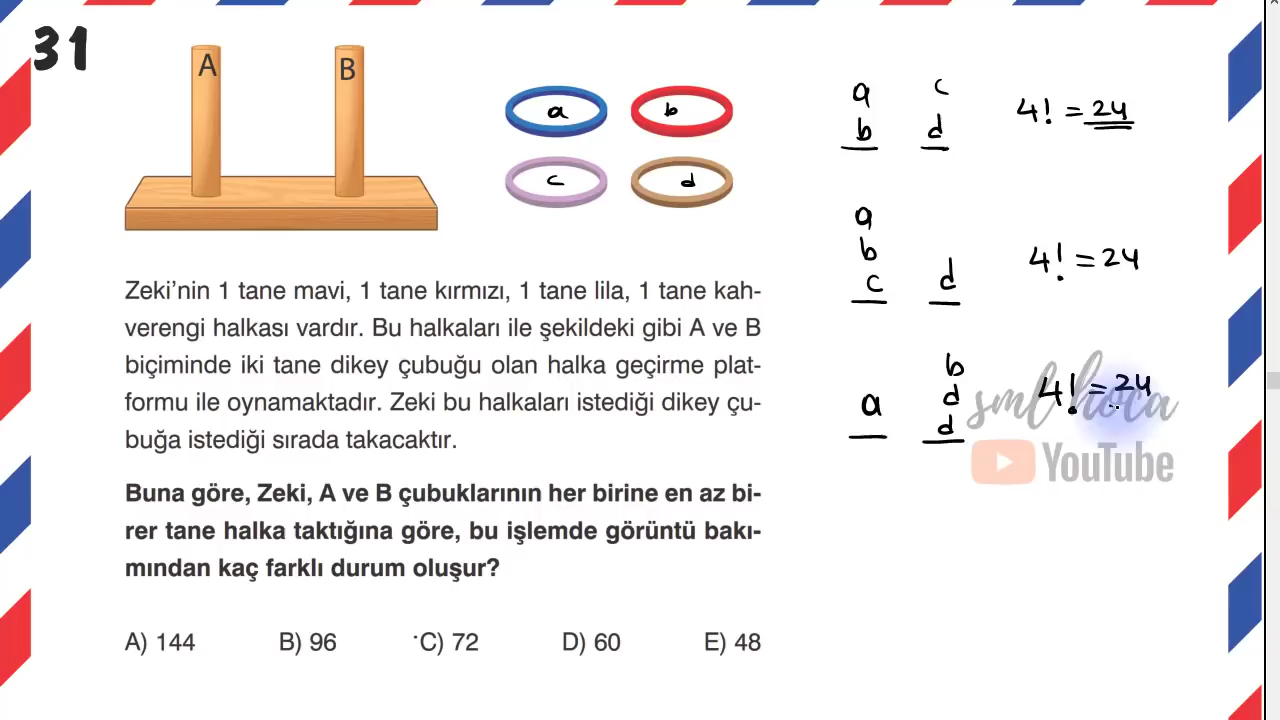 31
A
B
a
b
c
d
Zeki'nin 1 tane mavi, 1 tane kırmızı, 1 tane lila, 1 tane kah-
verengi halkası vardır. Bu halkaları ile şekildeki gibi A ve B
biçiminde iki tane dikey çubuğu olan halka geçirme plat-
formu ile oynamaktadır. Zeki bu halkaları istediği dikey çu-
buğa istediği sırada takacaktır.
Buna göre, Zeki, A ve B çubuklarının her birine en az bi-
rer tane halka taktığına göre, bu işlemde görüntü bakı-
mından kaç farklı durum oluşur?
A) 144
B) 96
C) 72
D) 60
E) 48
a c
b d
4! = 24
a
b
c d
4! = 24
b
a d
d
4! = 24
sml hoca
YouTube